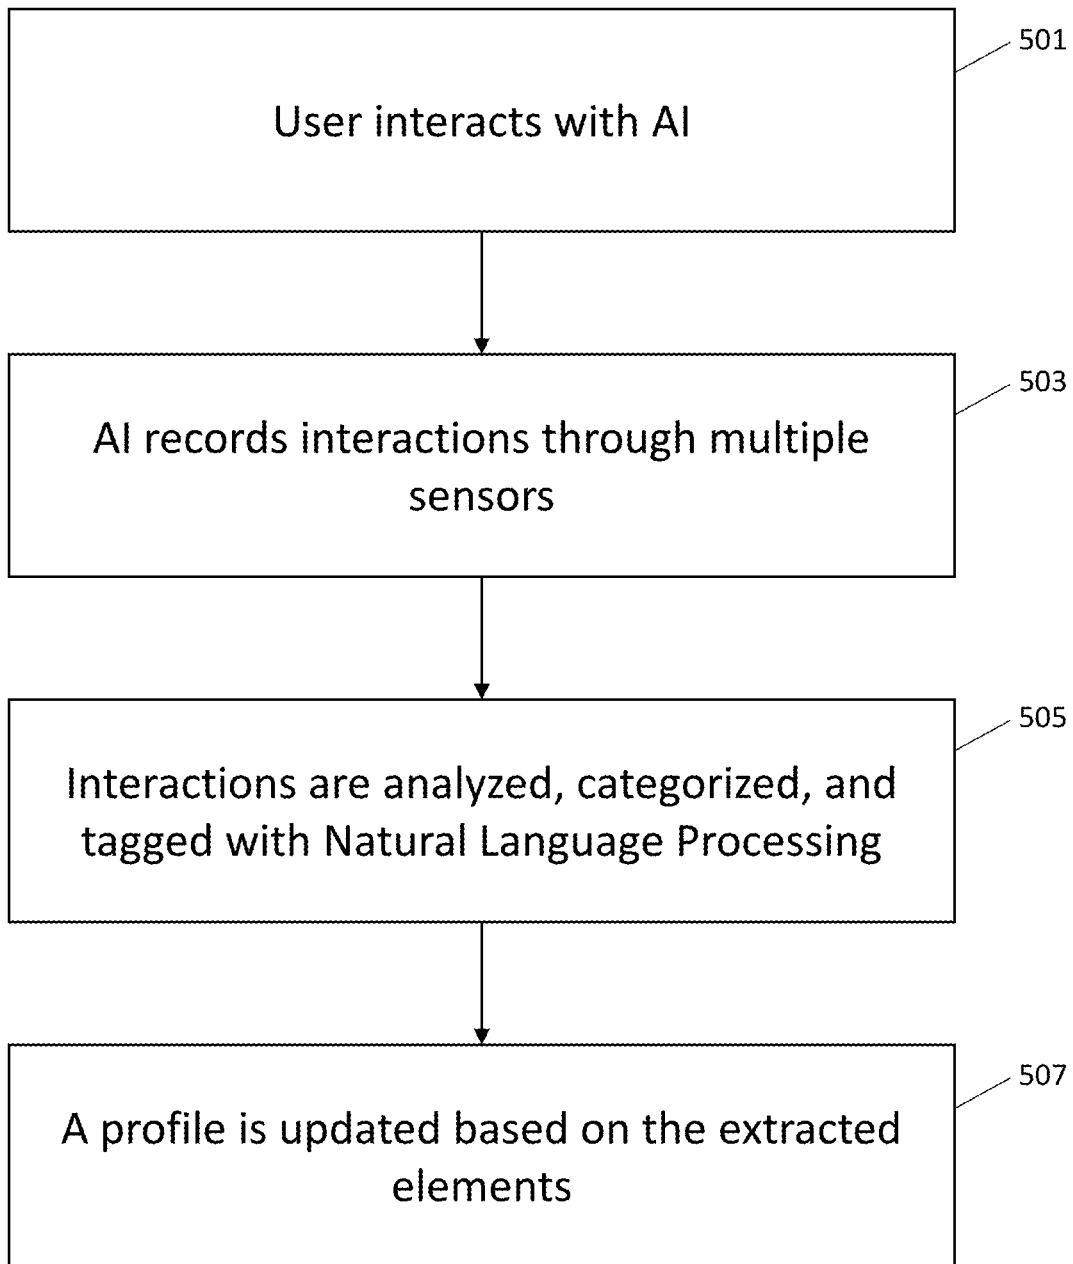 501
User interacts with AI
503
AI records interactions through multiple
sensors
505
Interactions are analyzed, categorized, and
tagged with Natural Language Processing
507
A profile is updated based on the extracted
elements